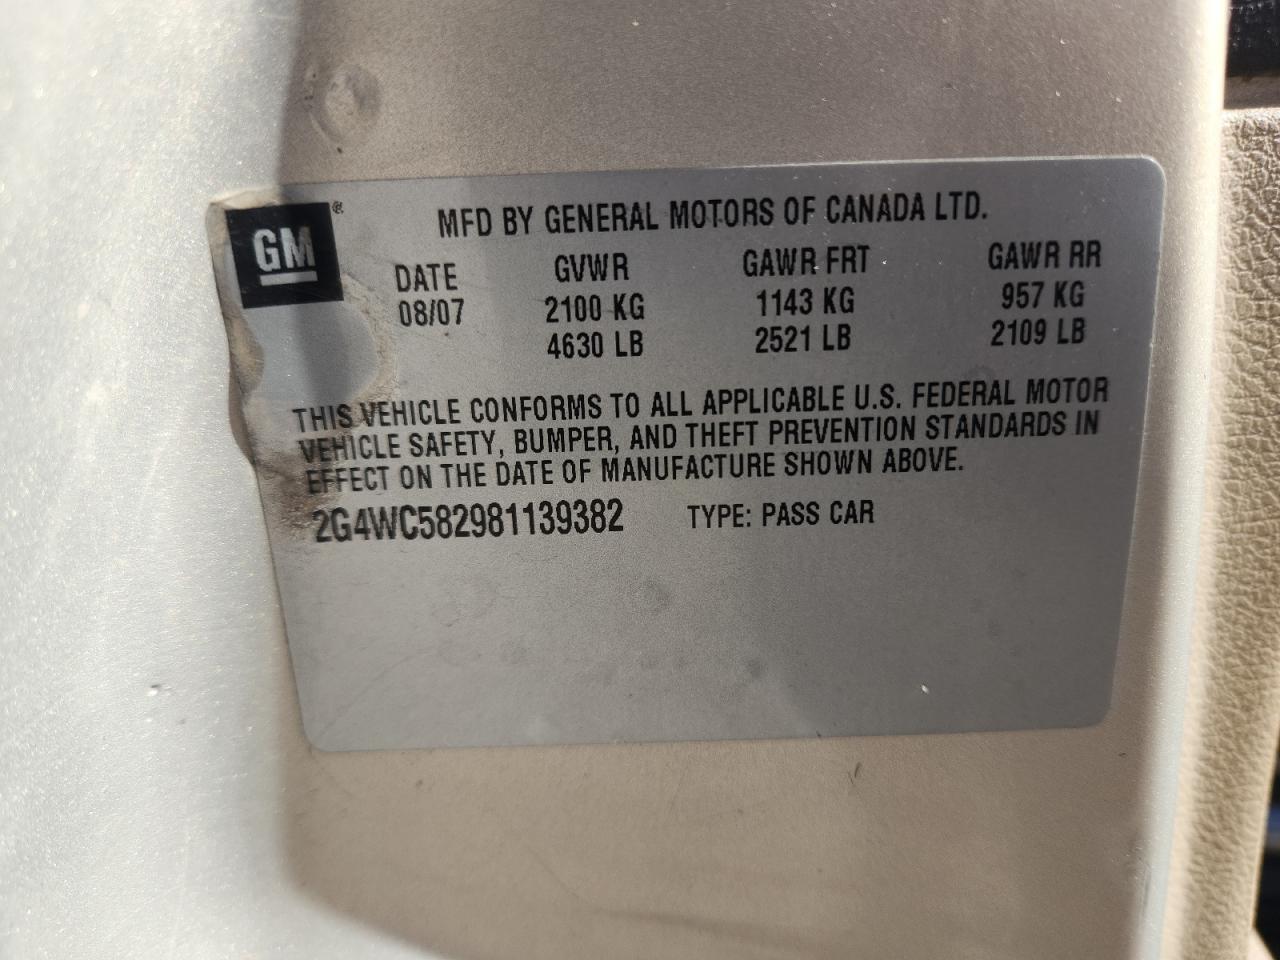 GM®
MFD BY GENERAL MOTORS OF CANADA LTD.
DATE GVWR GAWR FRT GAWR RR
08/07 2100 KG 1143 KG 957 KG
4630 LB 2521 LB 2109 LB
THIS VEHICLE CONFORMS TO ALL APPLICABLE U.S. FEDERAL MOTOR
VEHICLE SAFETY, BUMPER, AND THEFT PREVENTION STANDARDS IN
EFFECT ON THE DATE OF MANUFACTURE SHOWN ABOVE.
2G4WC582981139382 TYPE: PASS CAR